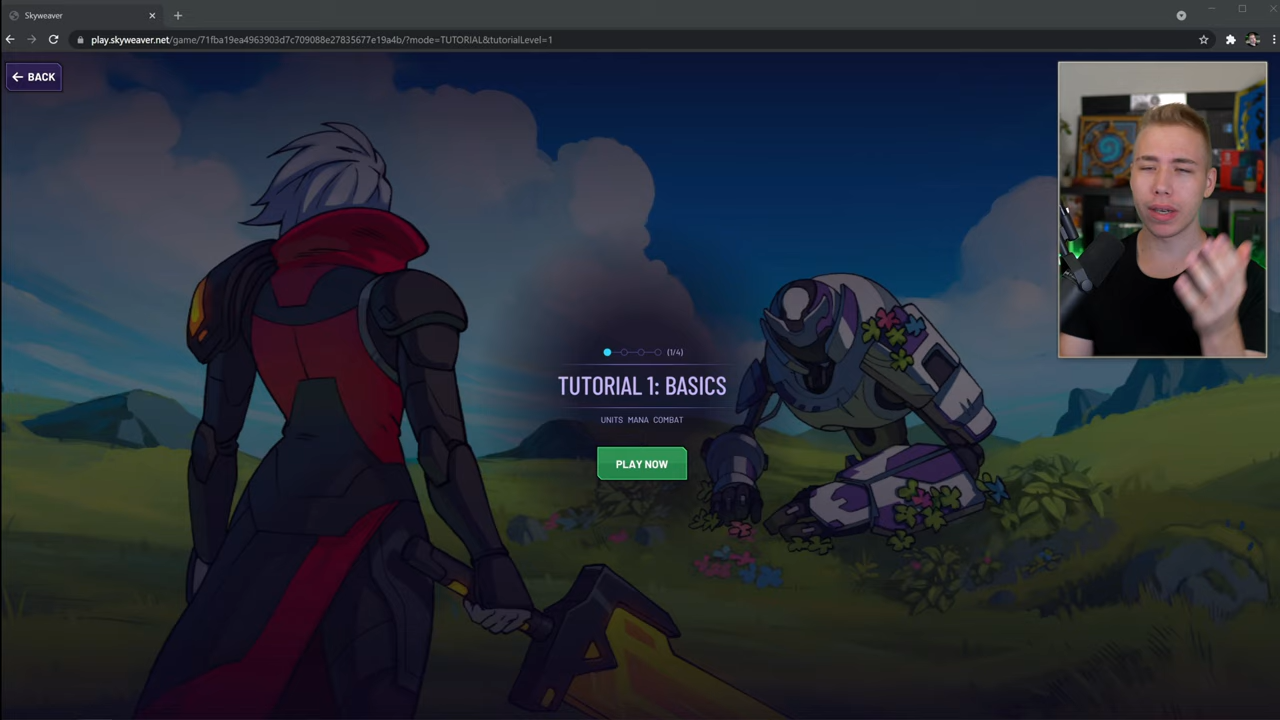 Skyweaver
play.skyweaver.net/game/71fba19ea4963903d7c709088e27835677e19a4b/?mode=TUTORIAL&tutorialLevel=1
BACK
(1/4)
TUTORIAL 1: BASICS
UNITS MANA COMBAT
PLAY NOW